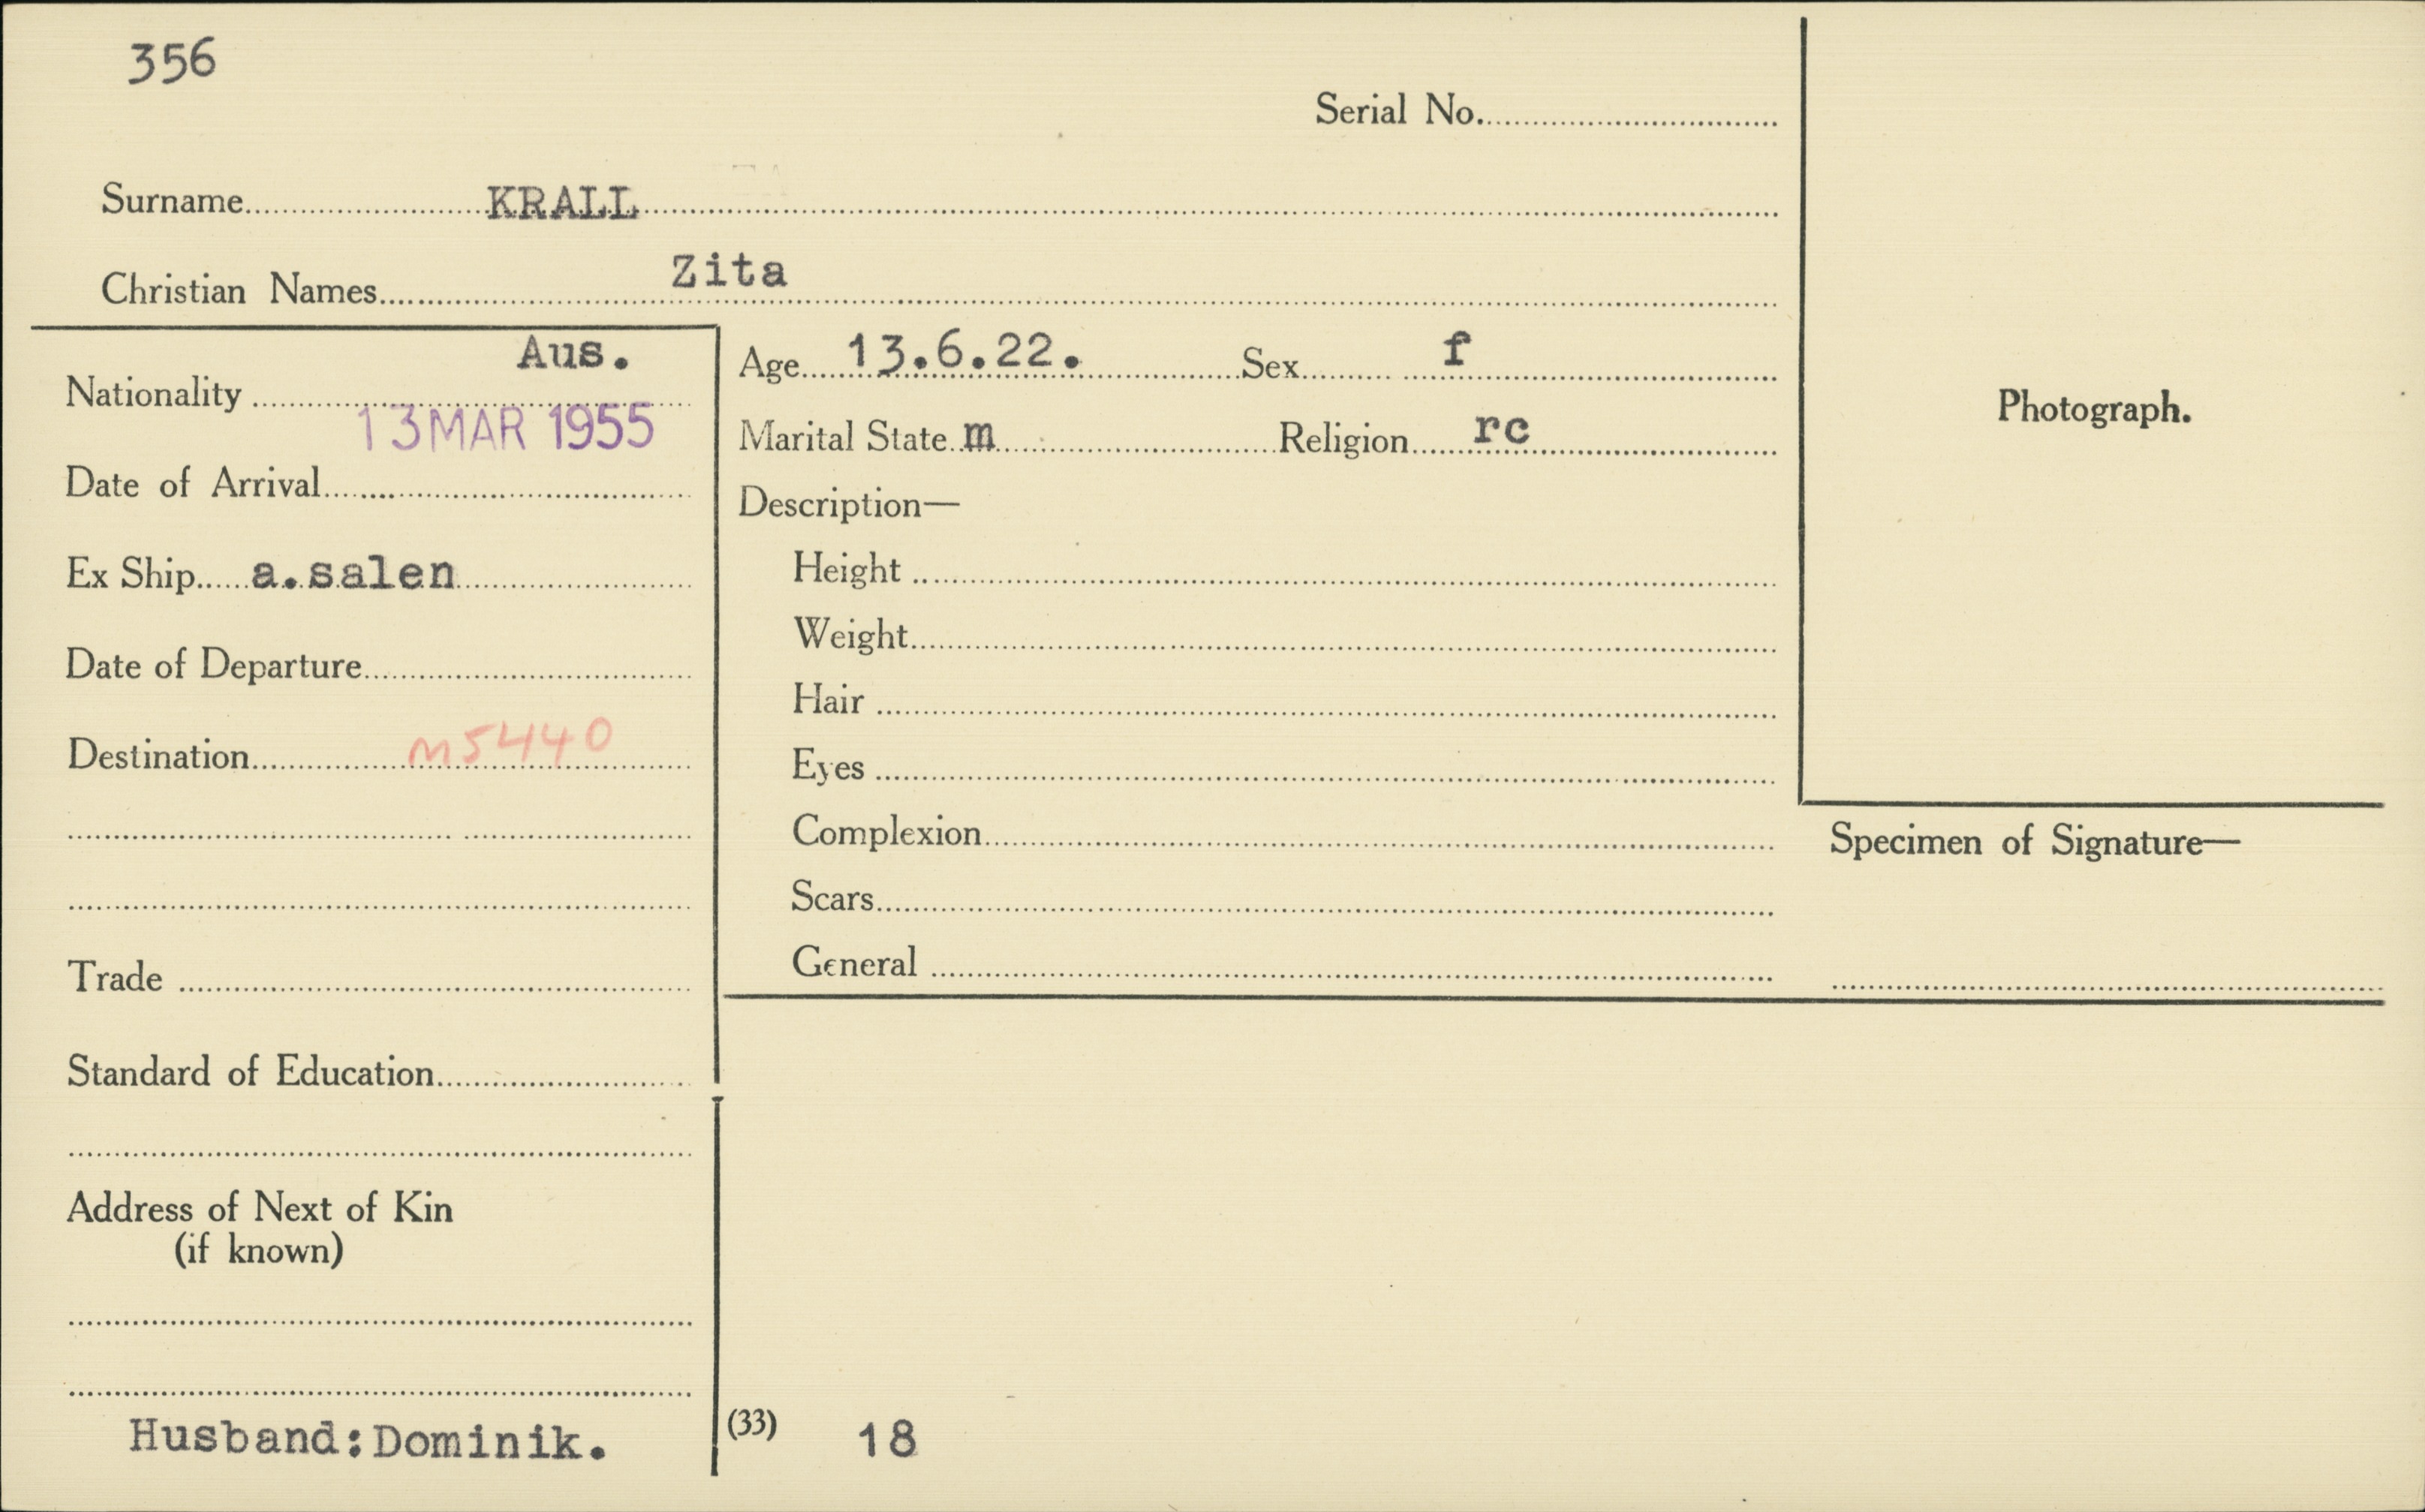 356
Serial No.
Surname KRALL
Christian Names Zita
Nationality Aus.
13 MAR 1955
Date of Arrival
Ex Ship a.salen
Date of Departure
Destination M5440
Trade
Standard of Education
Address of Next of Kin
(if known)
Husband:Dominik.
Age 13.6.22. Sex f
Marital State m Religion rc
Description—
Height
Weight
Hair
Eyes
Complexion
Scars
General
(33) 18
Photograph.
Specimen of Signature—